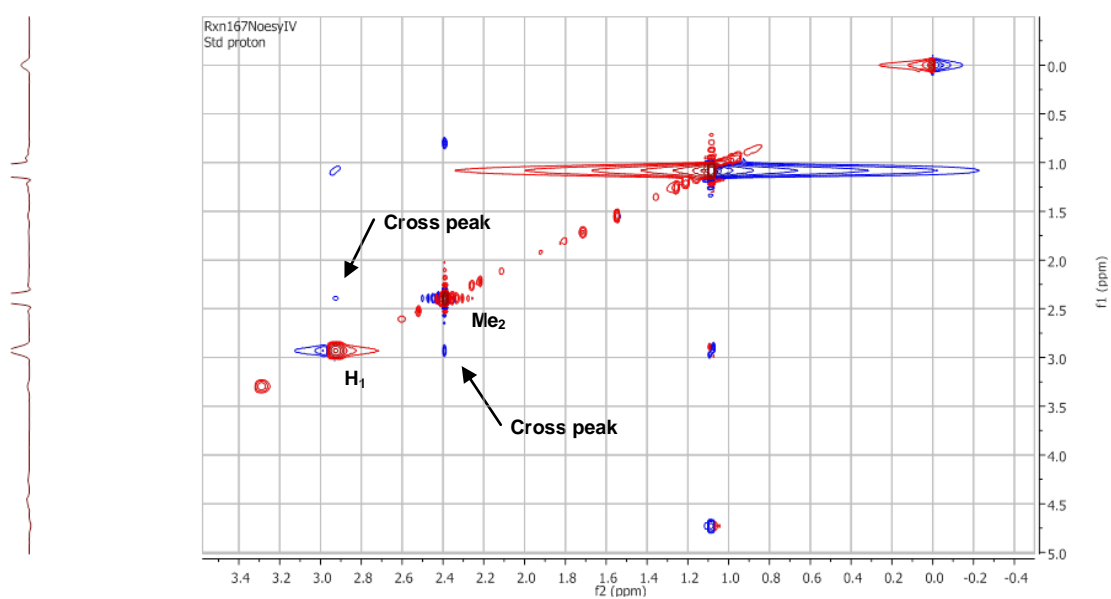 Rxn167NoesyIV
Std proton
Cross peak
Me2
H1
Cross peak
0.0
0.5
1.0
1.5
2.0
2.5
3.0
3.5
4.0
4.5
5.0
f1 (ppm)
3.4 3.2 3.0 2.8 2.6 2.4 2.2 2.0 1.8 1.6 1.4 1.2 1.0 0.8 0.6 0.4 0.2 0.0 -0.2 -0.4
f2 (ppm)